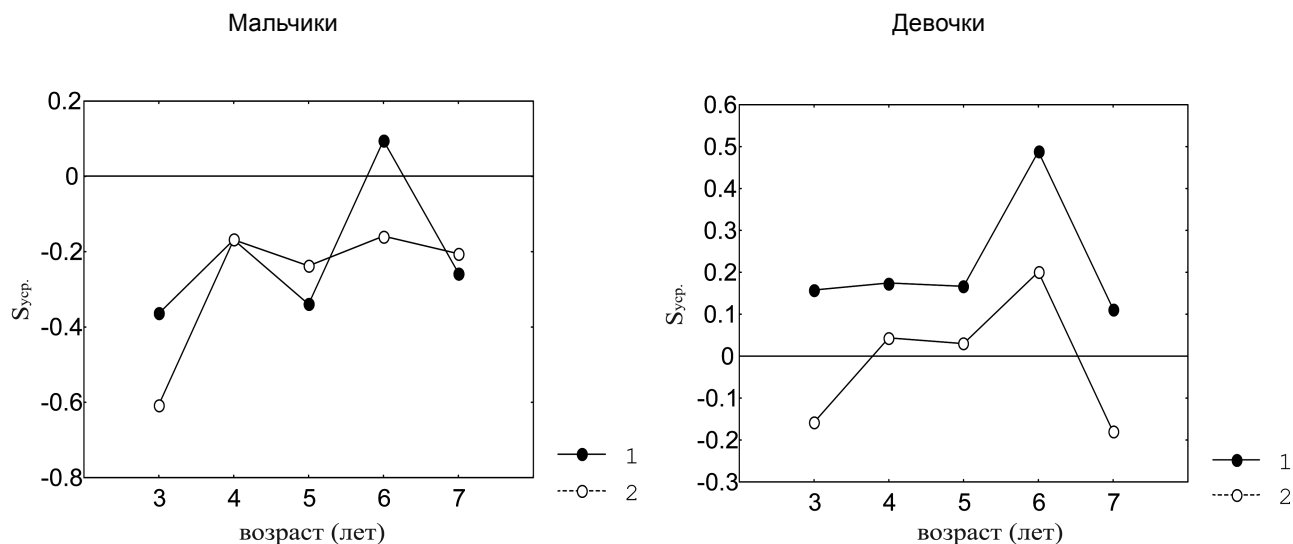 Мальчики
0.2
0
-0.2
-0.4
-0.6
-0.8
Sуср.
3 4 5 6 7
возраст (лет)
1
2
Девочки
0.6
0.5
0.4
0.3
0.2
0.1
0
-0.1
-0.2
-0.3
Sуср.
3 4 5 6 7
возраст (лет)
1
2